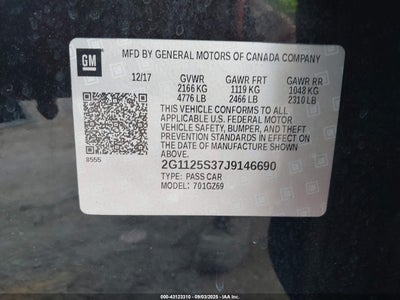 GM
MFD BY GENERAL MOTORS OF CANADA COMPANY
12/17 GVWR GAWR FRT GAWR RR
2166 KG 1119 KG 1048 KG
4776 LB 2466 LB 2310 LB
THIS VEHICLE CONFORMS TO ALL
APPLICABLE U.S. FEDERAL MOTOR
VEHICLE SAFETY, BUMPER, AND THEFT
PREVENTION STANDARDS IN EFFECT
ON THE DATE OF MANUFACTURE SHOWN
ABOVE.
8555
2G1125S37J9146690
TYPE: PASS CAR
MODEL: 701GZ69
000-43123310 - 09/03/2025 - IAAI.COM